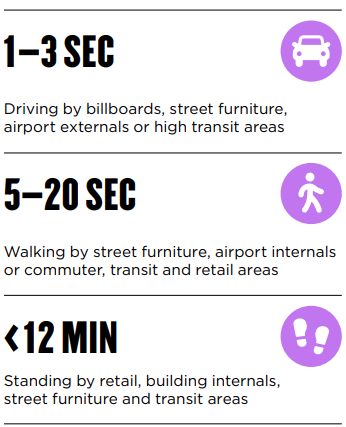 1–3 SEC
Driving by billboards, street furniture,
airport externals or high transit areas
5–20 SEC
Walking by street furniture, airport internals
or commuter, transit and retail areas
<12 MIN
Standing by retail, building internals,
street furniture and transit areas